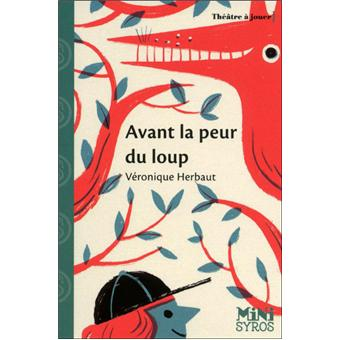 Théâtre à jouer
Avant la peur
du loup
Véronique Herbaut
MiNi
SYROS